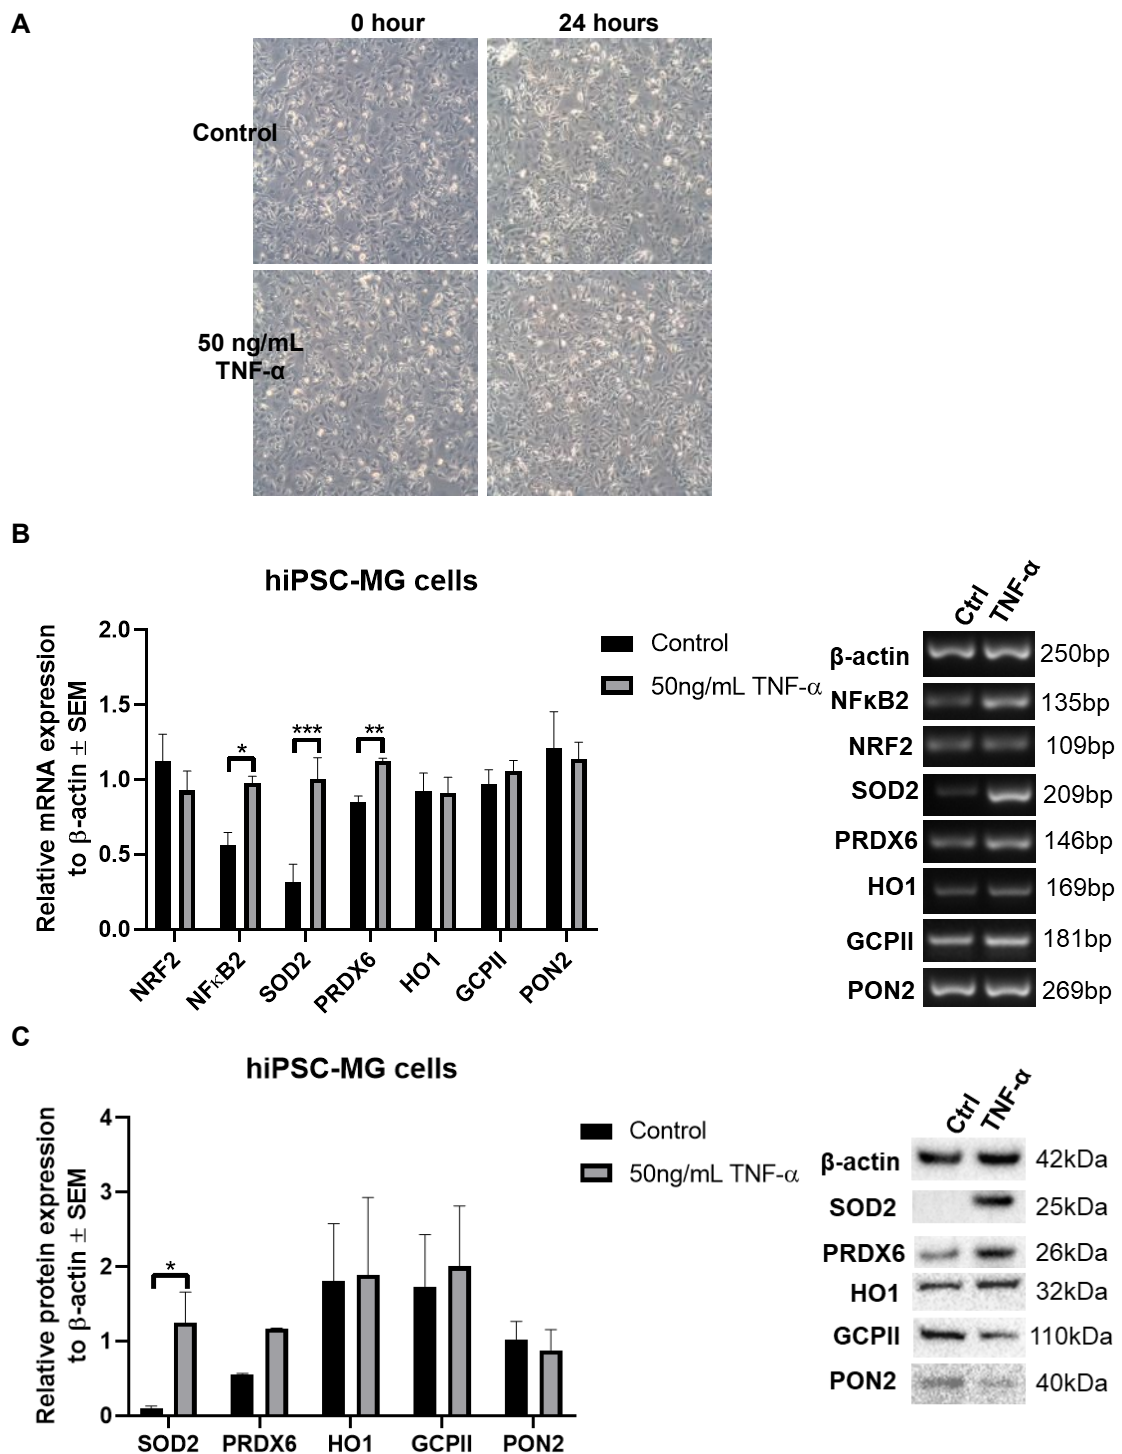 A
0 hour
24 hours
Control
50 ng/mL
TNF-α
B
hiPSC-MG cells
Relative mRNA expression
to β-actin ± SEM
2.0
1.5
1.0
0.5
0.0
*
***
**
NRF2
NFκB2
SOD2
PRDX6
HO1
GCPII
PON2
Control
50ng/mL TNF-α
Ctrl
TNF-α
β-actin 250bp
NFκB2 135bp
NRF2 109bp
SOD2 209bp
PRDX6 146bp
HO1 169bp
GCPII 181bp
PON2 269bp
C
hiPSC-MG cells
Relative protein expression
to β-actin ± SEM
4
3
2
1
0
*
SOD2
PRDX6
HO1
GCPII
PON2
Control
50ng/mL TNF-α
Ctrl
TNF-α
β-actin 42kDa
SOD2 25kDa
PRDX6 26kDa
HO1 32kDa
GCPII 110kDa
PON2 40kDa